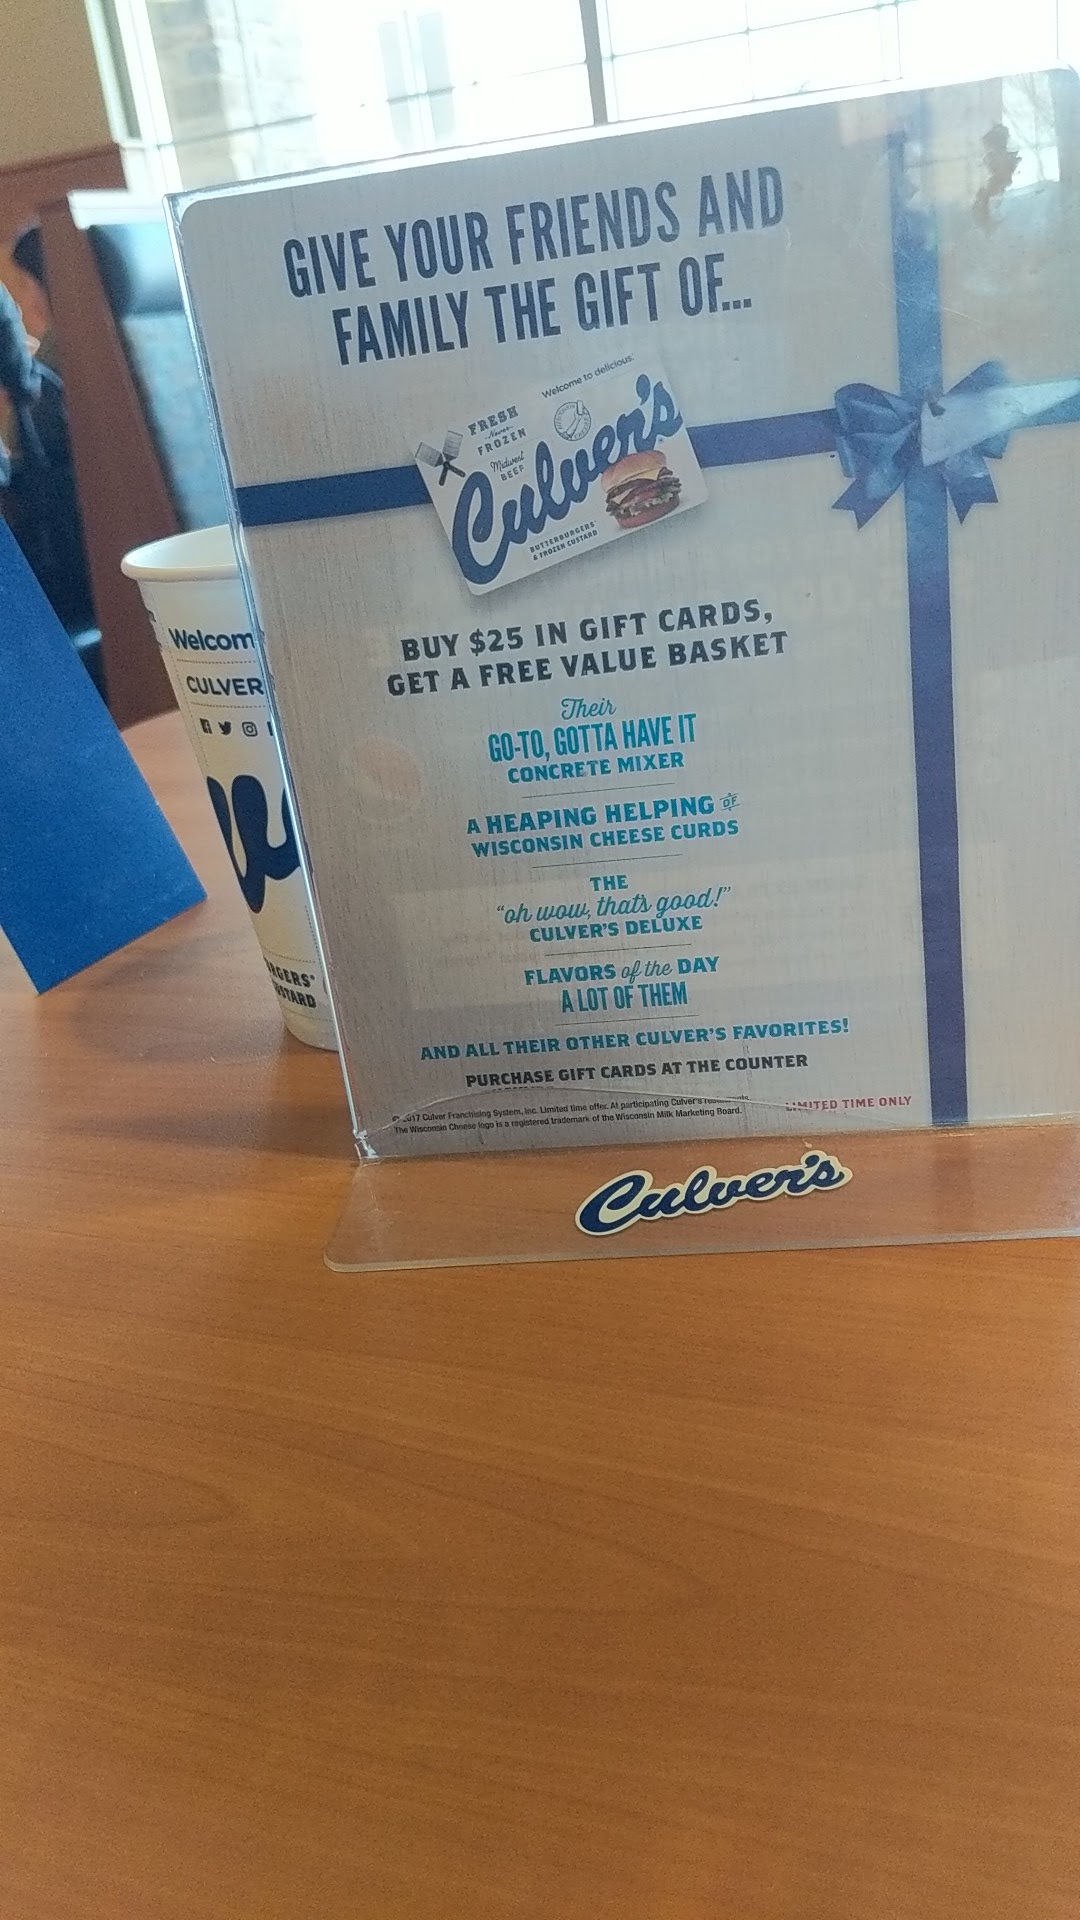 GIVE YOUR FRIENDS AND
FAMILY THE GIFT OF...
Welcome to delicious.
FRESH
Never
FROZEN
Midwest
BEEF
Culver's
BUTTERBURGERS
& FROZEN CUSTARD
BUY $25 IN GIFT CARDS,
GET A FREE VALUE BASKET
Their
GO-TO, GOTTA HAVE IT
CONCRETE MIXER
A HEAPING HELPING OF
WISCONSIN CHEESE CURDS
THE
"oh wow, that's good!"
CULVER'S DELUXE
FLAVORS of the DAY
A LOT OF THEM
AND ALL THEIR OTHER CULVER'S FAVORITES!
PURCHASE GIFT CARDS AT THE COUNTER
2017 Culver Franchising System, Inc. Limited time offer. At participating Culver's
The Wisconsin Cheese logo is a registered trademark of the Wisconsin Milk Marketing Board.
LIMITED TIME ONLY
Culver's
Welcom
CULVER
RGERS'
STARD